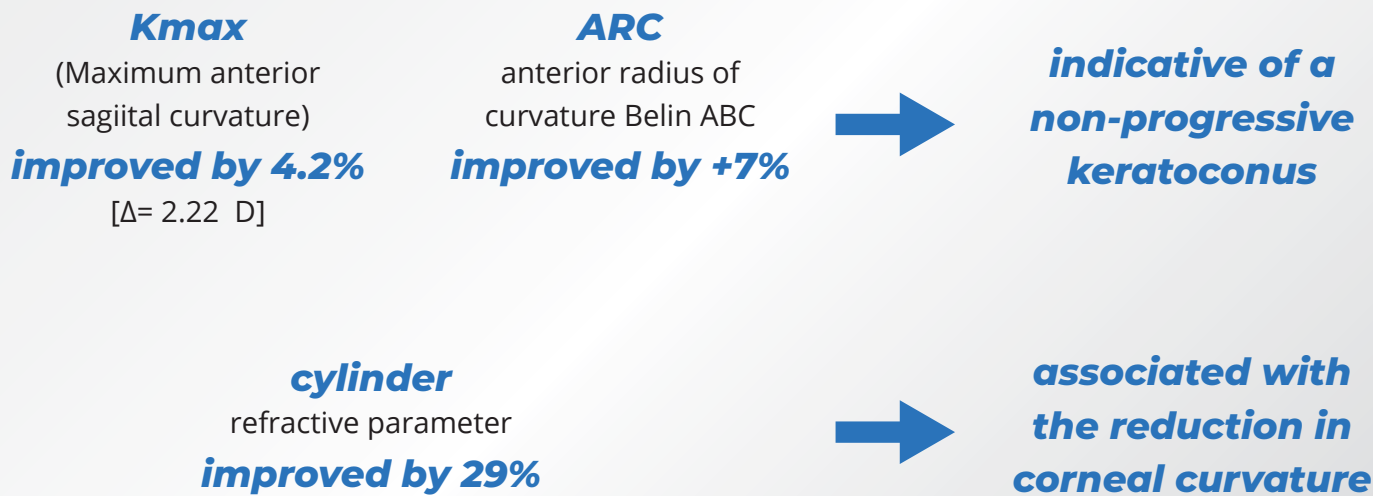 Kmax
(Maximum anterior
sagiital curvature)
improved by 4.2%
[Δ= 2.22 D]
ARC
anterior radius of
curvature Belin ABC
improved by +7%
indicative of a
non-progressive
keratoconus
cylinder
refractive parameter
improved by 29%
associated with
the reduction in
corneal curvature